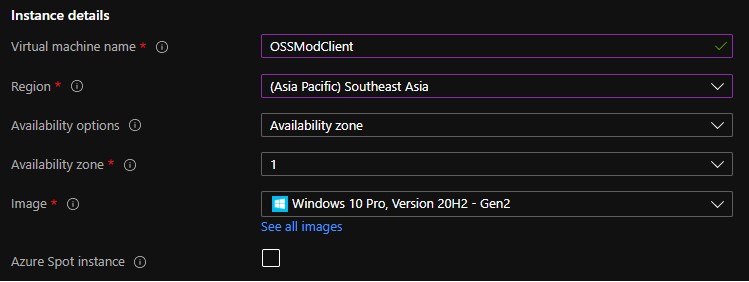 Instance details
Virtual machine name * OSSModClient
Region * (Asia Pacific) Southeast Asia
Availability options Availability zone
Availability zone * 1
Image * Windows 10 Pro, Version 20H2 - Gen2
See all images
Azure Spot instance